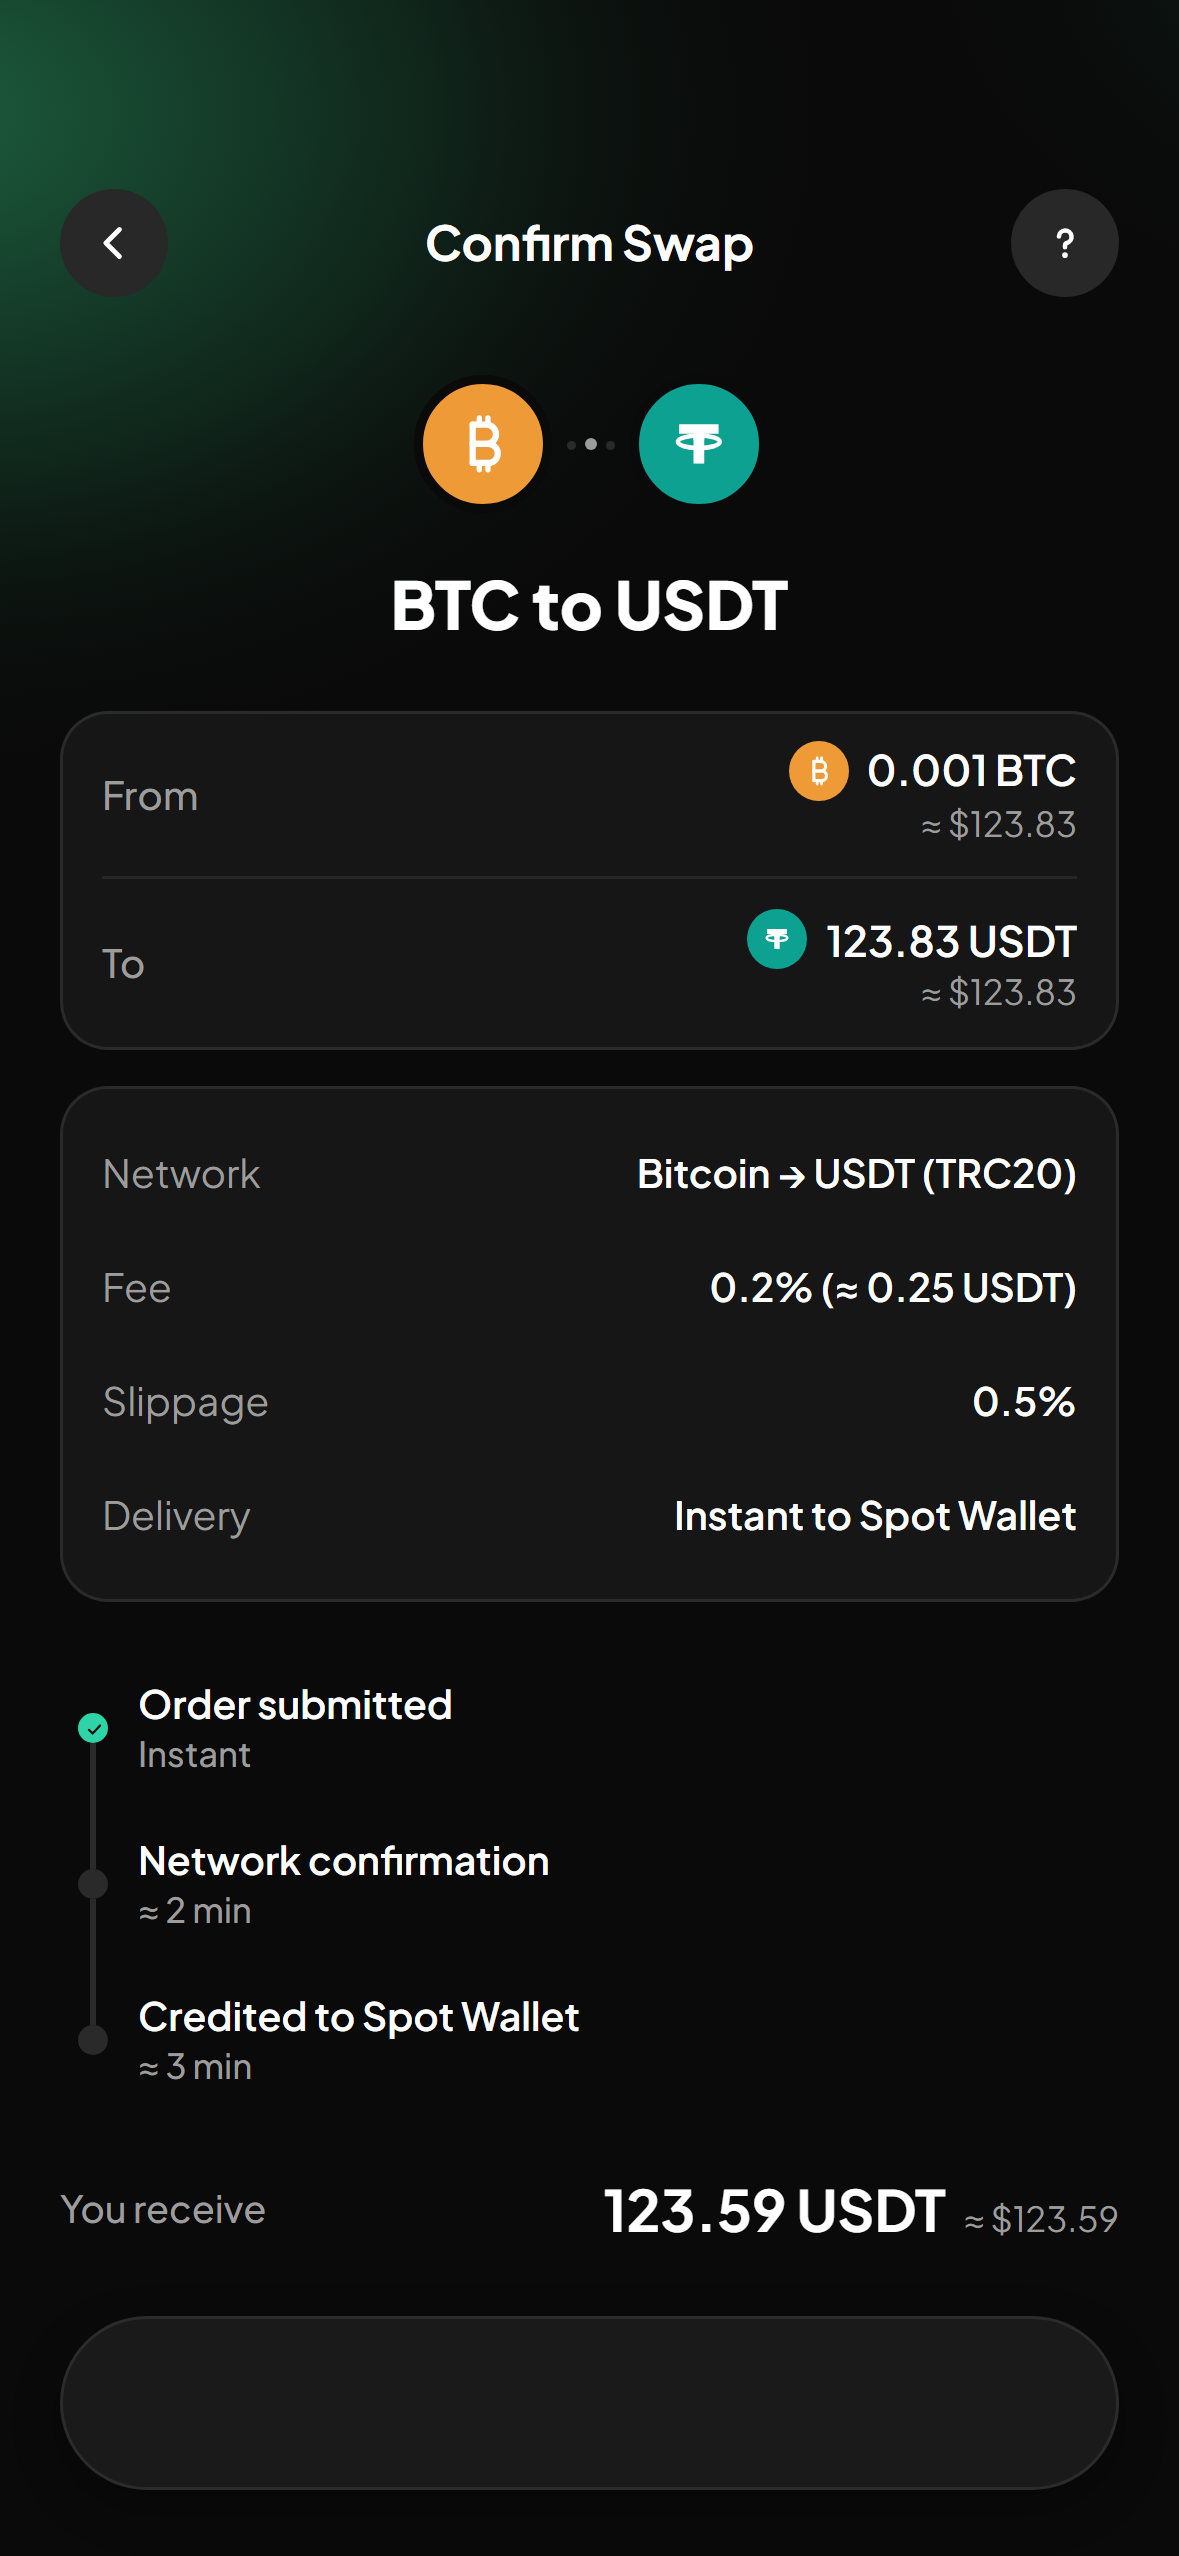 Confirm Swap
?
BTC to USDT
From
0.001 BTC
≈ $123.83
To
123.83 USDT
≈ $123.83
Network
Bitcoin → USDT (TRC20)
Fee
0.2% (≈ 0.25 USDT)
Slippage
0.5%
Delivery
Instant to Spot Wallet
Order submitted
Instant
Network confirmation
≈ 2 min
Credited to Spot Wallet
≈ 3 min
You receive
123.59 USDT ≈ $123.59